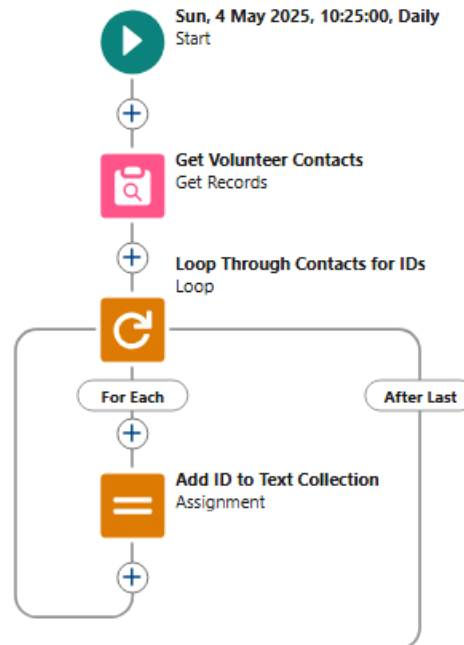 Sun, 4 May 2025, 10:25:00, Daily
Start
Get Volunteer Contacts
Get Records
Loop Through Contacts for IDs
Loop
For Each
After Last
Add ID to Text Collection
Assignment